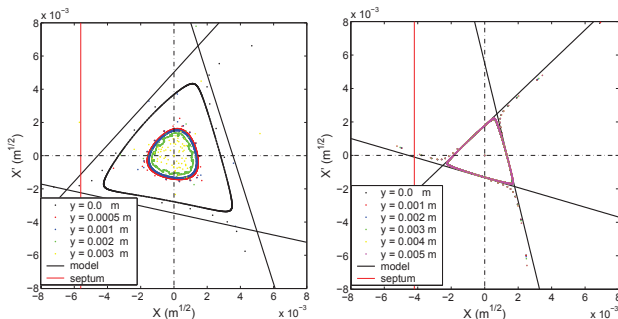 x 10⁻³
8
6
4
2
0
−2
−4
−6
−8
X' (m^1/2)
y = 0.0 m
y = 0.0005 m
y = 0.001 m
y = 0.002 m
y = 0.003 m
model
septum
−8 −6 −4 −2 0 2 4 6 8
X (m^1/2)
x 10⁻³
x 10⁻³
8
6
4
2
0
−2
−4
−6
−8
X' (m^1/2)
y = 0.0 m
y = 0.001 m
y = 0.002 m
y = 0.003 m
y = 0.004 m
y = 0.005 m
model
septum
−8 −6 −4 −2 0 2 4 6 8
X (m^1/2)
x 10⁻³